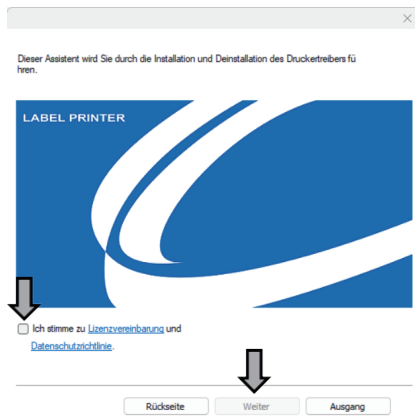 Dieser Assistent wird Sie durch die Installation und Deinstallation des Druckertreibers fü
hren.
LABEL PRINTER
Ich stimme zu Lizenzvereinbarung und
Datenschutzrichtlinie.
Rückseite Weiter Ausgang